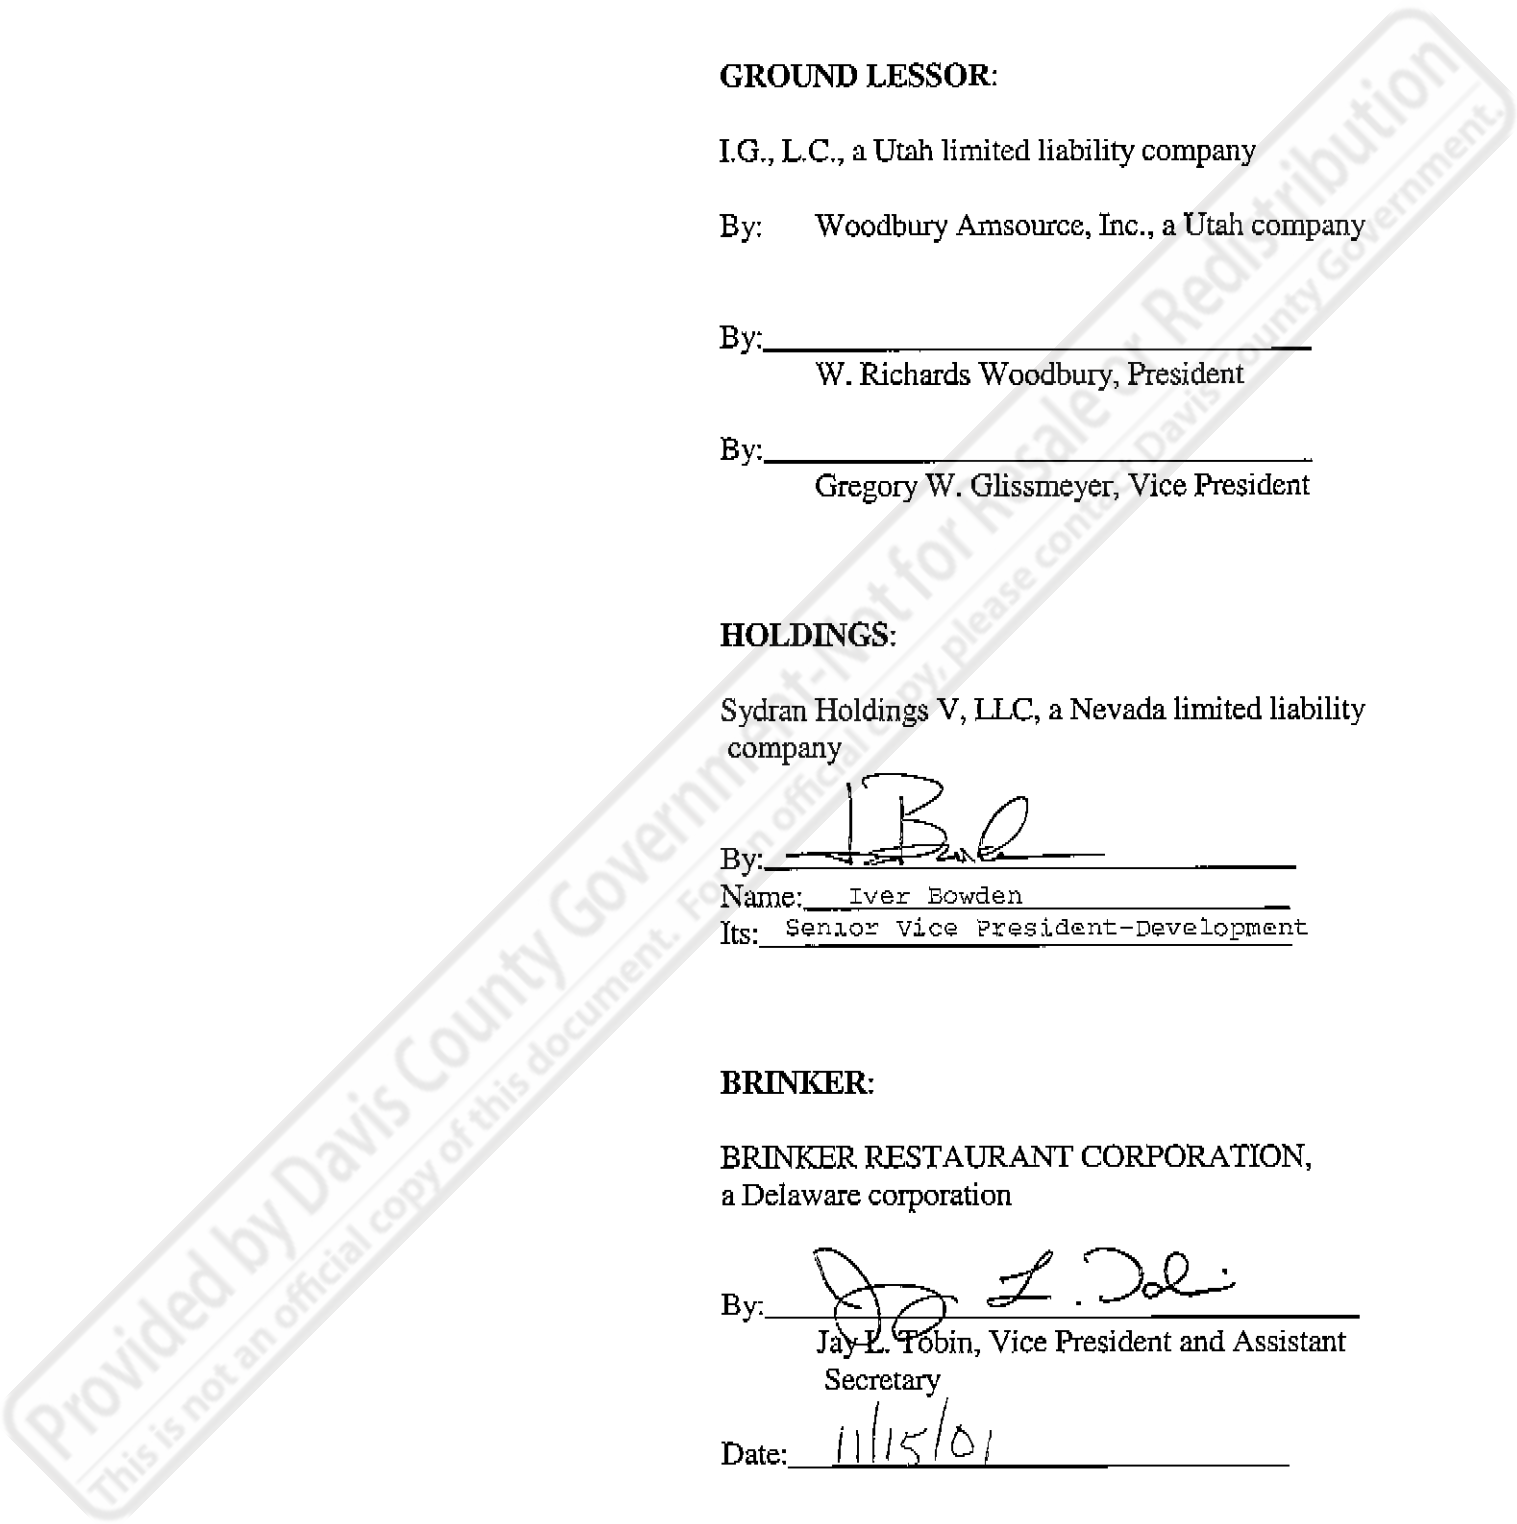 GROUND LESSOR:
I.G., L.C., a Utah limited liability company
By: Woodbury Amsource, Inc., a Utah company
By:
W. Richards Woodbury, President
By:
Gregory W. Glissmeyer, Vice President
HOLDINGS:
Sydran Holdings V, LLC, a Nevada limited liability
company
By:
Name: Iver Bowden
Its: Senior Vice President-Development
BRINKER:
BRINKER RESTAURANT CORPORATION,
a Delaware corporation
By: Jay L. Tobin
Jay L. Tobin, Vice President and Assistant
Secretary
Date: 11/15/01
Provided by Davis County Government-Not for Resale or Redistribution
This is not an official copy of this document. For an official copy, please contact Davis County Government.